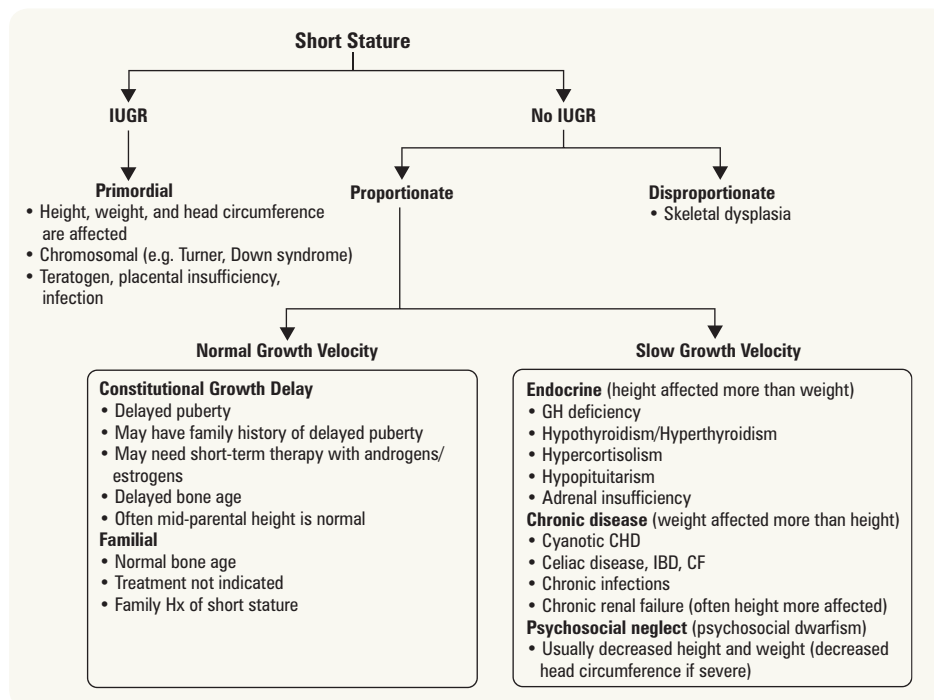 Short Stature
IUGR
No IUGR
Primordial
• Height, weight, and head circumference
are affected
• Chromosomal (e.g. Turner, Down syndrome)
• Teratogen, placental insufficiency,
infection
Proportionate
Disproportionate
• Skeletal dysplasia
Normal Growth Velocity
Constitutional Growth Delay
• Delayed puberty
• May have family history of delayed puberty
• May need short-term therapy with androgens/
estrogens
• Delayed bone age
• Often mid-parental height is normal
Familial
• Normal bone age
• Treatment not indicated
• Family Hx of short stature
Slow Growth Velocity
Endocrine (height affected more than weight)
• GH deficiency
• Hypothyroidism/Hyperthyroidism
• Hypercortisolism
• Hypopituitarism
• Adrenal insufficiency
Chronic disease (weight affected more than height)
• Cyanotic CHD
• Celiac disease, IBD, CF
• Chronic infections
• Chronic renal failure (often height more affected)
Psychosocial neglect (psychosocial dwarfism)
• Usually decreased height and weight (decreased
head circumference if severe)